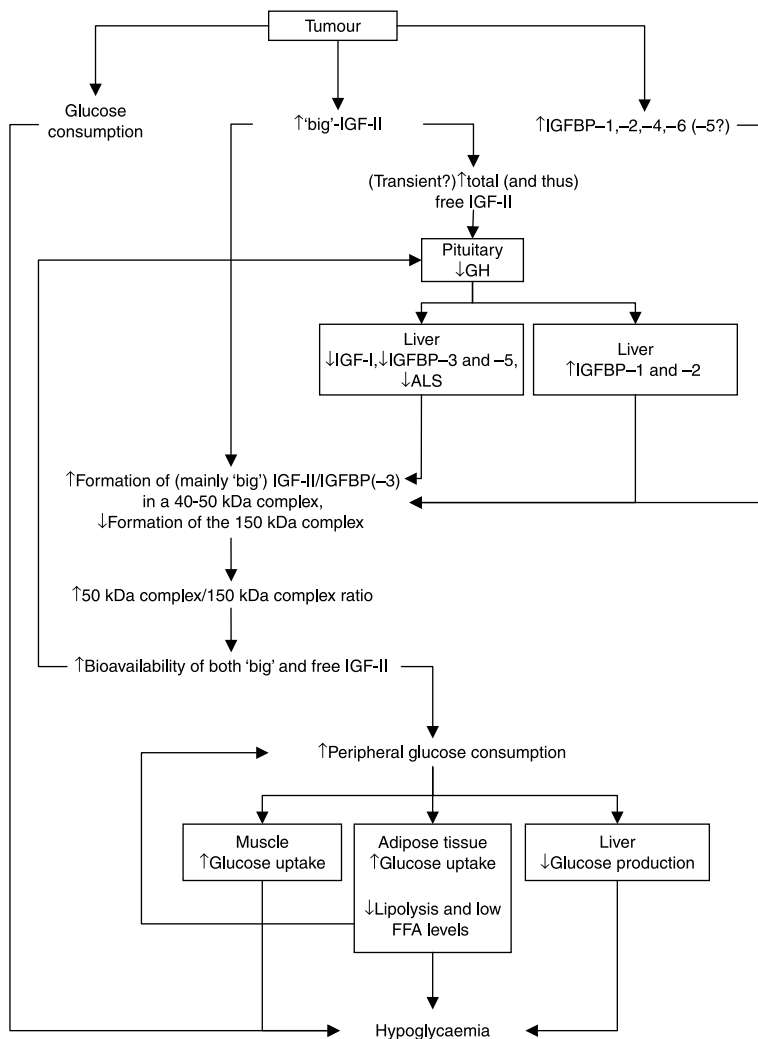 Tumour
Glucose
consumption
↑'big'-IGF-II
↑IGFBP–1,–2,–4,–6 (–5?)
(Transient?)↑total (and thus)
free IGF-II
Pituitary
↓GH
Liver
↓IGF-I,↓IGFBP–3 and –5,
↓ALS
Liver
↑IGFBP–1 and –2
↑Formation of (mainly 'big') IGF-II/IGFBP(–3)
in a 40-50 kDa complex,
↓Formation of the 150 kDa complex
↑50 kDa complex/150 kDa complex ratio
↑Bioavailability of both 'big' and free IGF-II
↑Peripheral glucose consumption
Muscle
↑Glucose uptake
Adipose tissue
↑Glucose uptake
↓Lipolysis and low
FFA levels
Liver
↓Glucose production
Hypoglycaemia